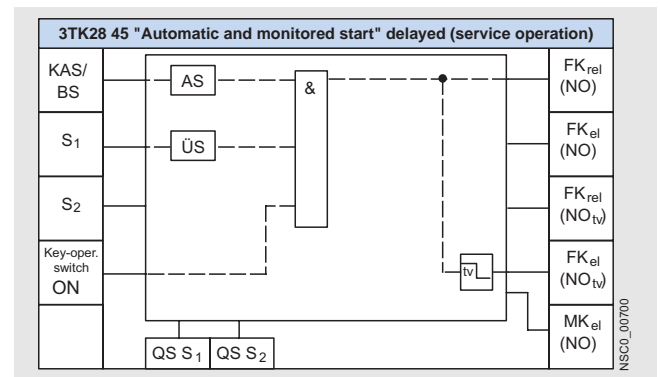 3TK28 45 "Automatic and monitored start" delayed (service operation)
KAS/
BS
S1
S2
Key-oper.
switch
ON
AS
ÜS
&
tv
QS S1
QS S2
FKrel
(NO)
FKel
(NO)
FKrel
(NOtv)
FKel
(NOtv)
MKel
(NO)
NSC0_00700